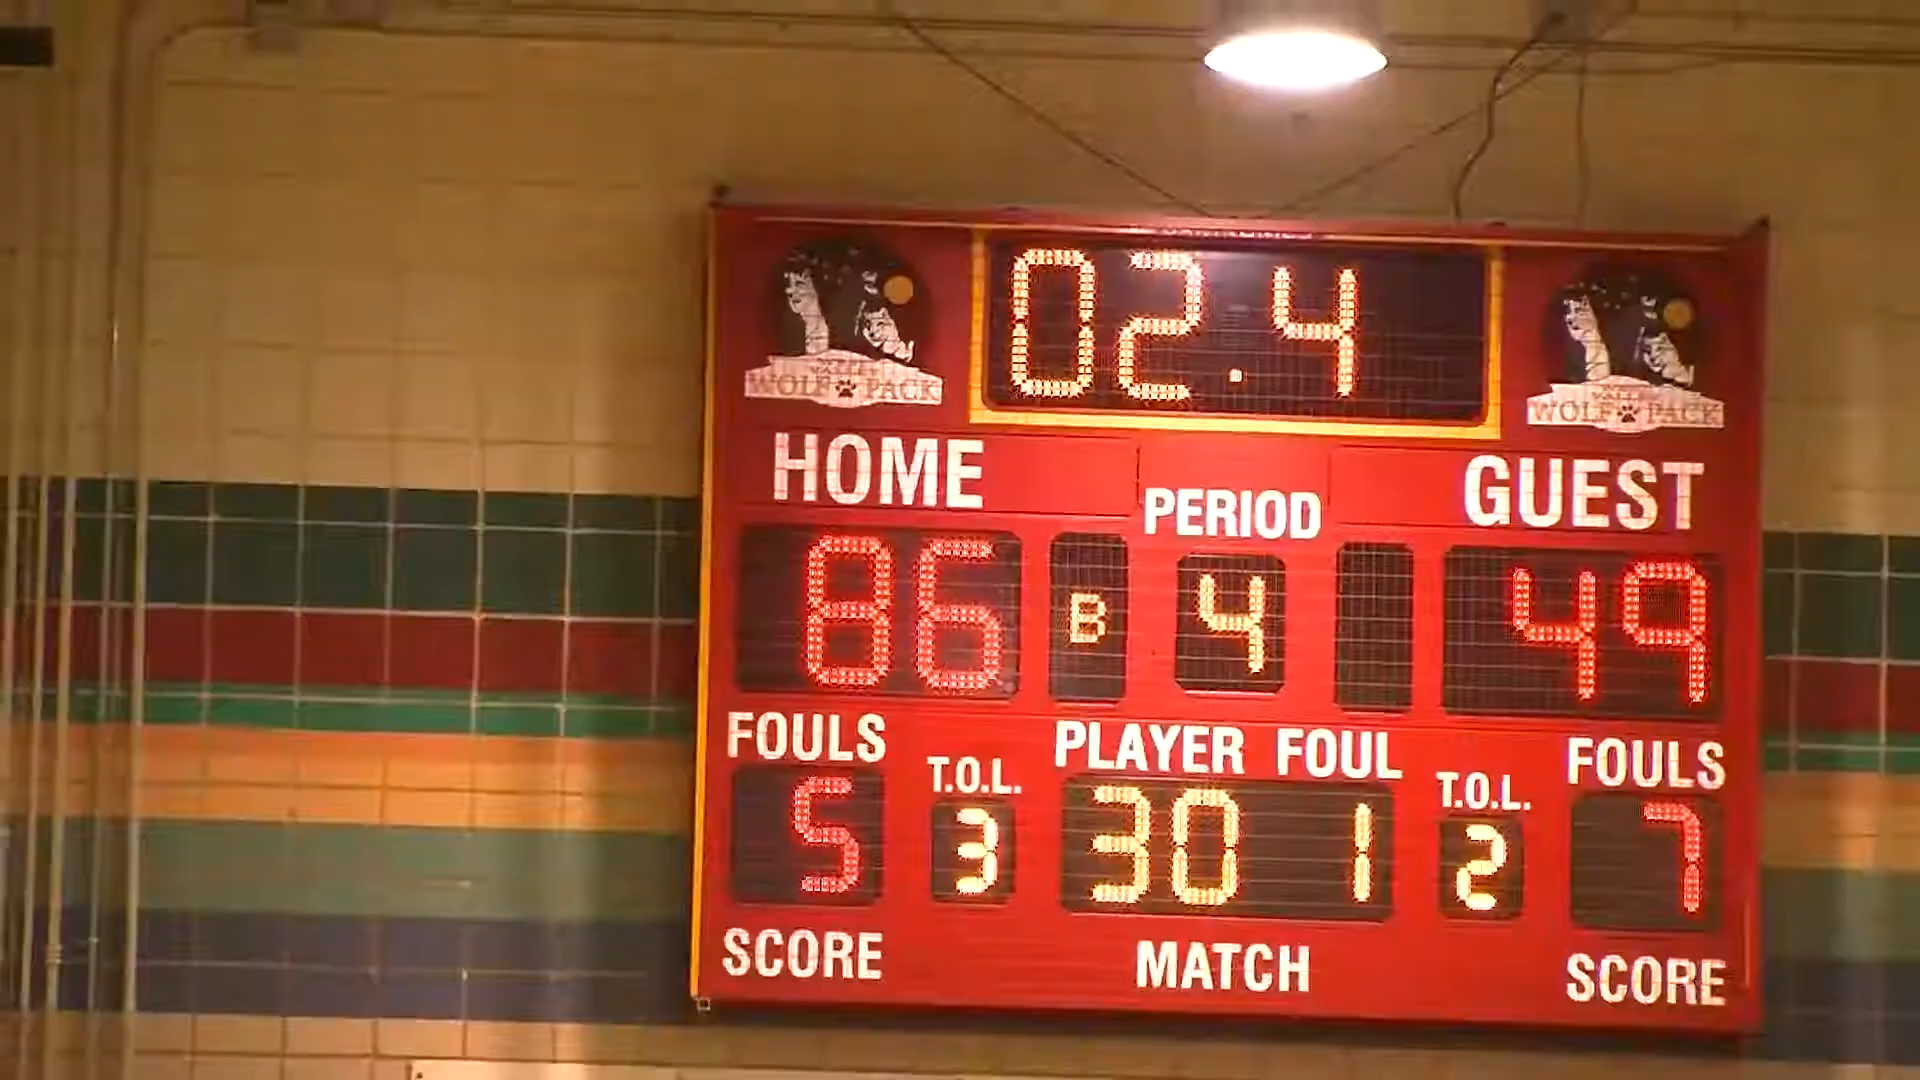 02.4
WOLF PACK
WOLF PACK
HOME
PERIOD
GUEST
86
B
4
49
FOULS
T.O.L.
PLAYER FOUL
T.O.L.
FOULS
5
3
30 1
2
7
SCORE
MATCH
SCORE